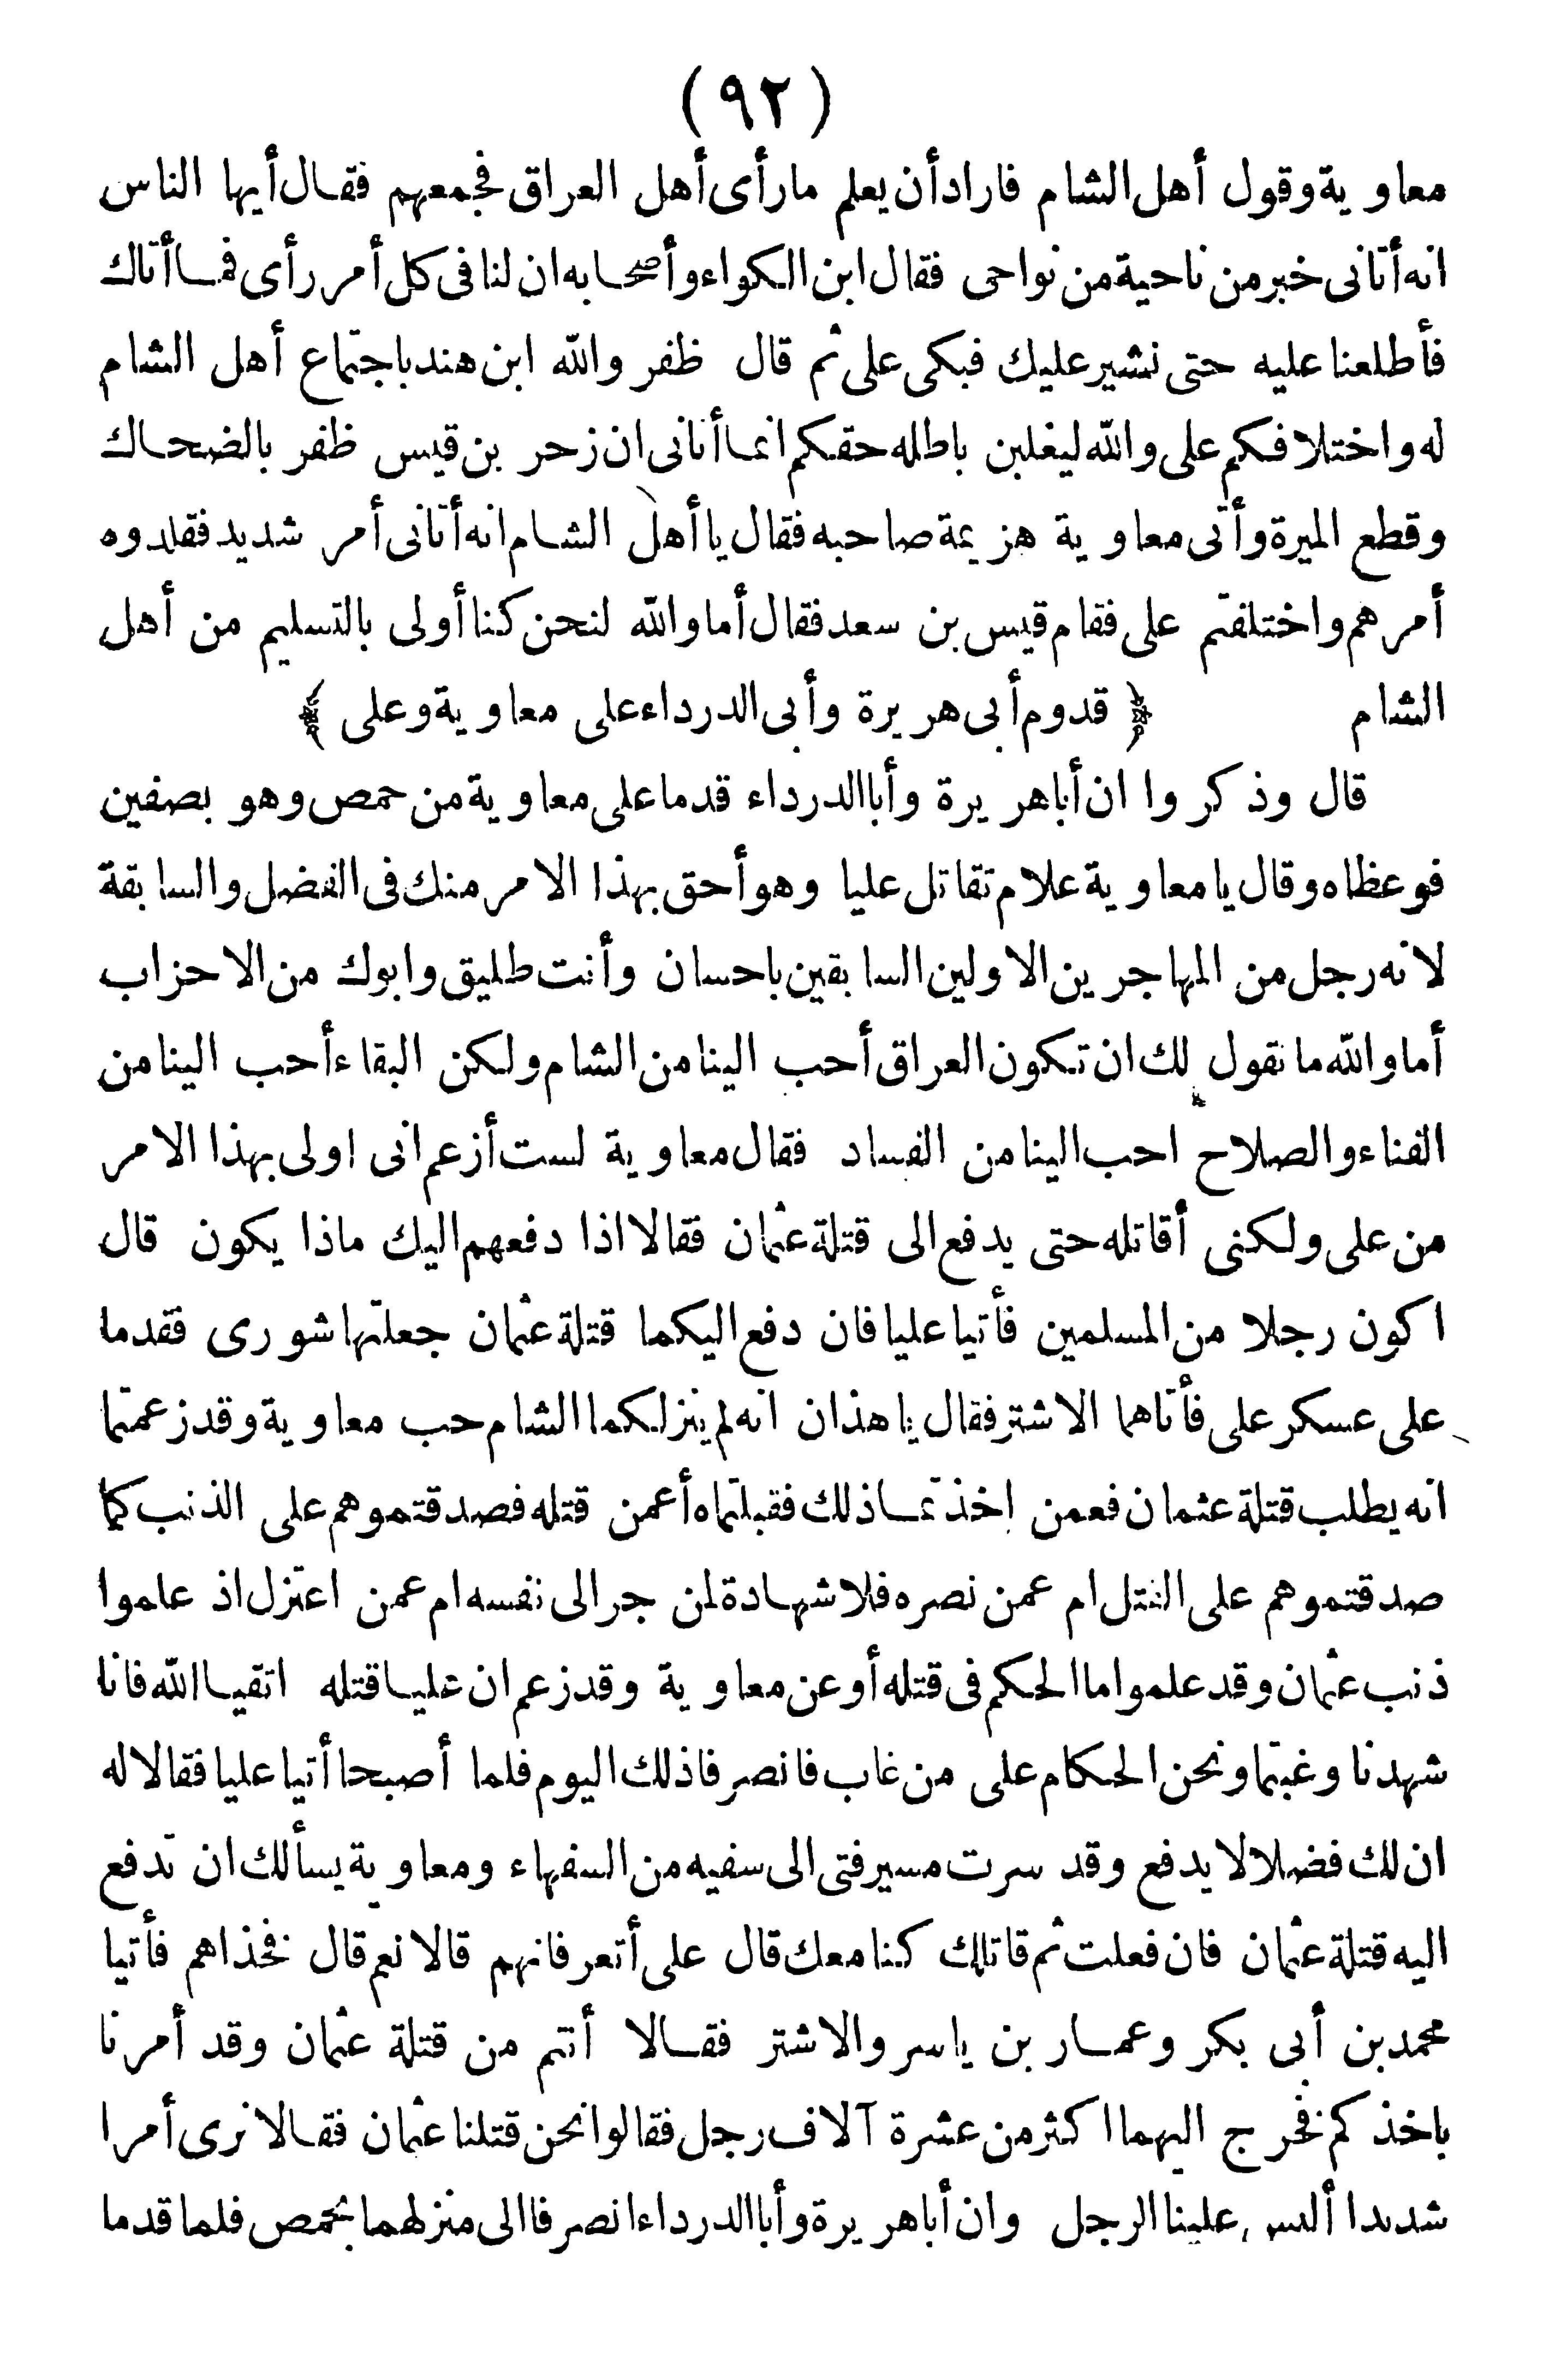 (٩٢)
معاوية وقول أهل الشام فاراد أن يعلم ما رأى أهل العراق فجمعهم فقال أيها الناس
انه أتانى خبر من ناحية من نواحى فقال ابن الكواء وأصحابه ان لنا فى كل أمر رأى فما أتاك
فأطلعنا عليه حتى نشير عليك فبكى على ثم قال ظفر والله ابن هند باجتماع أهل الشام
له واختلافكم على والله ليغلبن باطله حقكم انما أتانى ان زحر بن قيس ظفر بالضحاك
وقطع الميرة وأتى معاوية هزيمة صاحبه فقال يا أهل الشام انه أتانى أمر شديد فقلدوه
أمرهم واختلفتم على فقام قيس بن سعد فقال أما والله لنحن كنا أولى بالتسليم من أهل
الشام ﴿ قدوم أبى هريرة وأبى الدرداء على معاوية وعلى ﴾
قال وذكروا ان أبا هريرة وأبا الدرداء قدما على معاوية من حمص وهو بصفين
فوعظاه وقال يا معاوية علام تقاتل عليا وهو أحق بهذا الامر منك فى الفضل والسابقة
لانه رجل من المهاجرين الاولين السابقين باحسان وأنت طليق وابوك من الاحزاب
أما والله ما نقول لك ان تكون العراق أحب الينا من الشام ولكن البقاء أحب الينا من
الفناء والصلاح احب الينا من الفساد فقال معاوية لست أزعم انى اولى بهذا الامر
من على ولكنى أقاتله حتى يدفع الى قتلة عثمان فقالا اذا دفعهم اليك ماذا يكون قال
اكون رجلا من المسلمين فأتيا عليا فان دفع اليكما قتلة عثمان جعلتها شورى فقدما
على عسكر على فأتاهما الاشتر فقال يا هذان انه لم ينزلكما الشام حب معاوية وقد زعمتما
انه يطلب قتلة عثمان فعمن اخذتما ذلك فقبلتماه أعمن قتله فصدقتموهم على الذنب كما
صدقتموهم على القتل ام عمن نصره فلا شهادة لمن جر الى نفسه ام عمن اعتزل اذ علموا
ذنب عثمان وقد علموا ما الحكم فى قتله أو عن معاوية وقد زعم ان عليا قتله اتقيا الله فانا
شهدنا وغبتما ونحن الحكام على من غاب فانصرفا ذلك اليوم فلما أصبحا أتيا عليا فقالا له
ان لك فضلا لا يدفع وقد سرت مسير فتى الى سفيه من السفهاء ومعاوية يسألك ان تدفع
اليه قتلة عثمان فان فعلت ثم قاتلك كنا معك قال على أتعرفانهم قالا نعم قال فخذاهم فأتيا
محمد بن أبى بكر وعمار بن ياسر والاشتر فقالا أنتم من قتلة عثمان وقد أمرنا
باخذكم فخرج اليهما اكثر من عشرة آلاف رجل فقالوا نحن قتلنا عثمان فقالا نرى أمرا
شديدا ألبس علينا الرجل وان أبا هريرة وأبا الدرداء انصرفا الى منزلهما بحمص فلما قدما